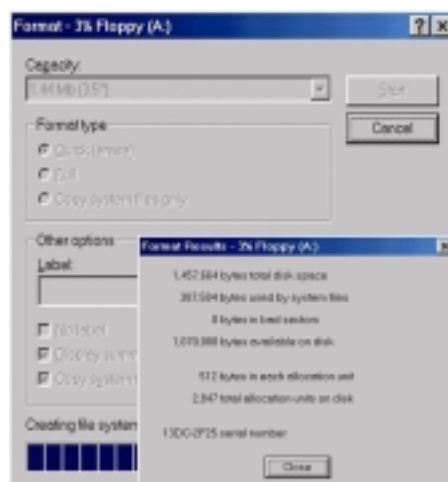 Format - 3½ Floppy (A:)
Capacity:
1.44 Mb (3.5")
Start
Format type
Cancel
Quick (erase)
Full
Copy system files only
Other options
Format Results - 3½ Floppy (A:)
Label:
1,457,664 bytes total disk space
387,584 bytes used by system files
0 bytes in bad sectors
No label
1,070,080 bytes available on disk
Display summ
Copy system f
512 bytes in each allocation unit
2,847 total allocation units on disk
Creating file system
13DC-2F25 serial number
Close